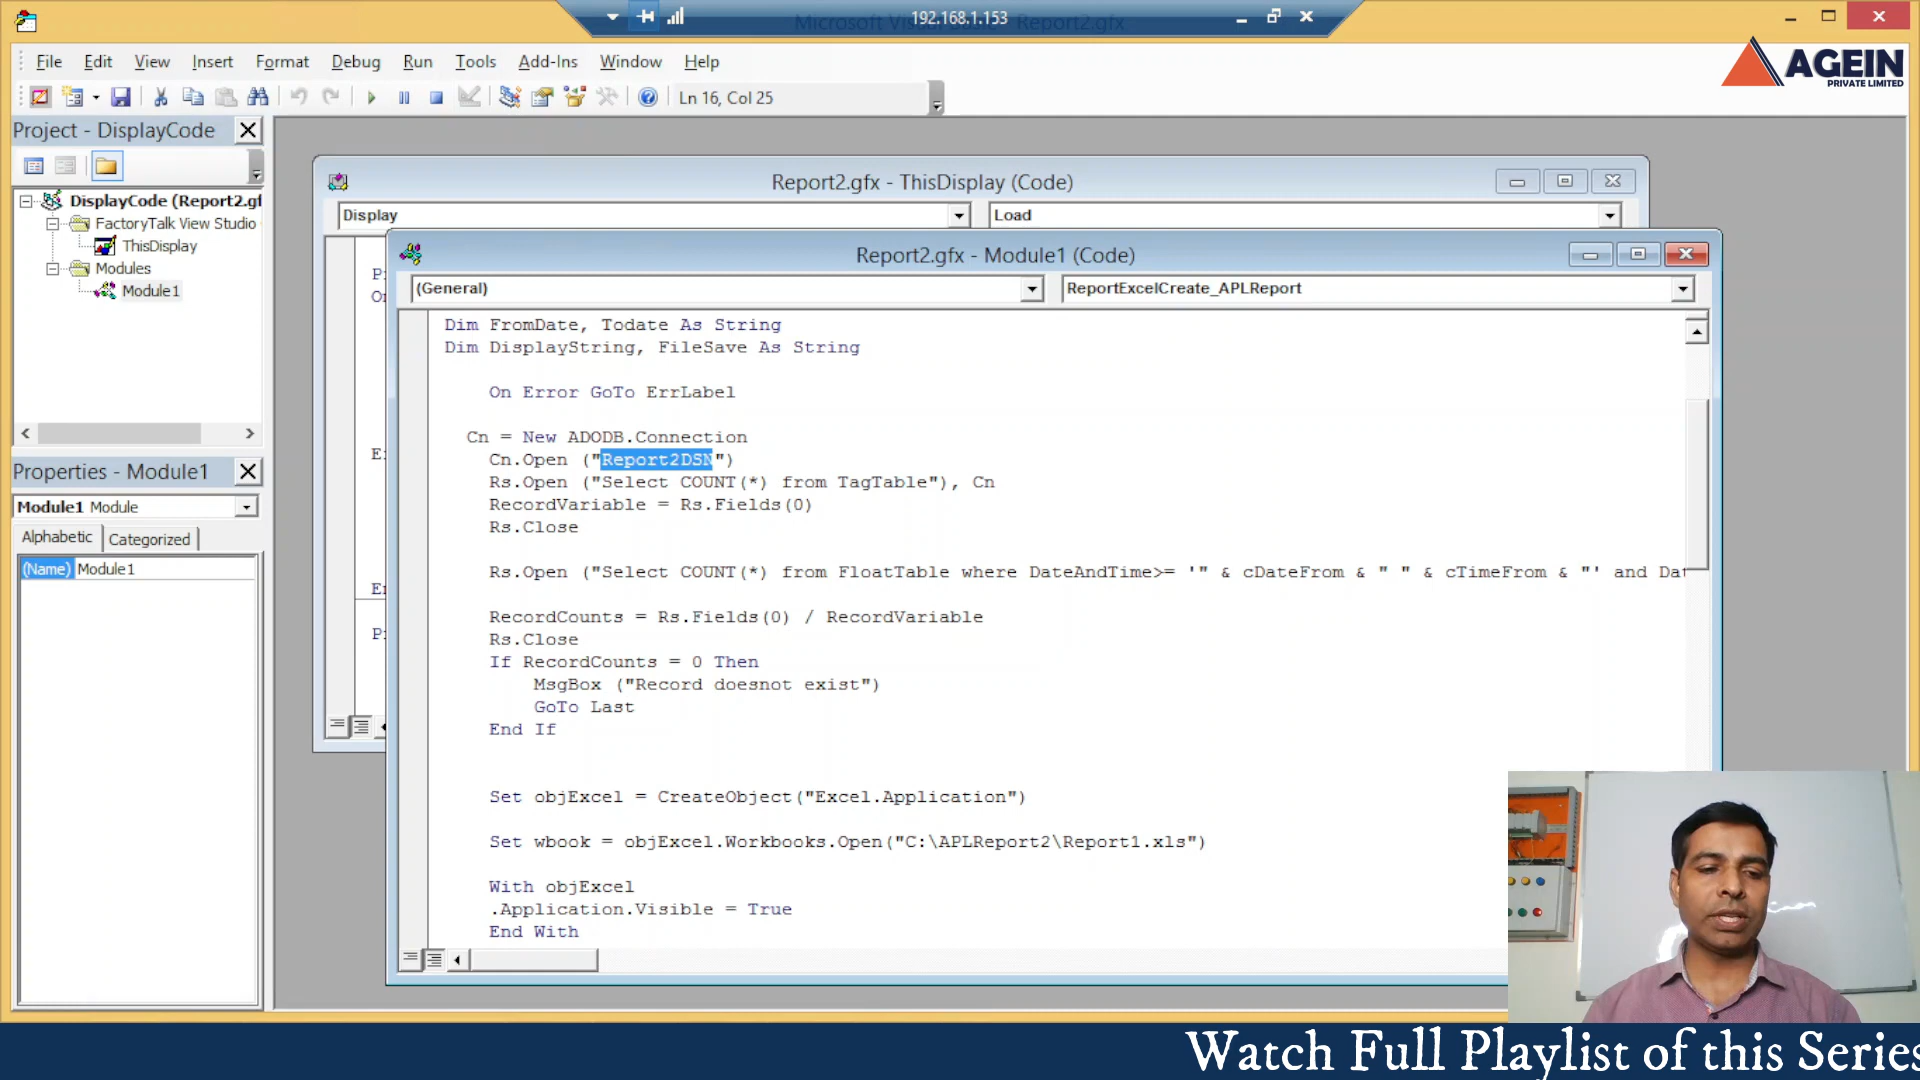 192.168.1.153
Microsoft Visual Basic - Report2.gfx
AGEIN
PRIVATE LIMITED
File Edit View Insert Format Debug Run Tools Add-Ins Window Help
Ln 16, Col 25
Project - DisplayCode
DisplayCode (Report2.gf
FactoryTalk View Studio
ThisDisplay
Modules
Module1
Properties - Module1
Module1 Module
Alphabetic Categorized
(Name) Module1
Report2.gfx - ThisDisplay (Code)
Display Load
Report2.gfx - Module1 (Code)
(General) ReportExcelCreate_APLReport
Dim FromDate, Todate As String
Dim DisplayString, FileSave As String
On Error GoTo ErrLabel
Cn = New ADODB.Connection
Cn.Open ("Report2DSN")
Rs.Open ("Select COUNT(*) from TagTable"), Cn
RecordVariable = Rs.Fields(0)
Rs.Close
Rs.Open ("Select COUNT(*) from FloatTable where DateAndTime>= '" & cDateFrom & " " & cTimeFrom & "' and Dat
RecordCounts = Rs.Fields(0) / RecordVariable
Rs.Close
If RecordCounts = 0 Then
MsgBox ("Record doesnot exist")
GoTo Last
End If
Set objExcel = CreateObject("Excel.Application")
Set wbook = objExcel.Workbooks.Open("C:\APLReport2\Report1.xls")
With objExcel
.Application.Visible = True
End With
Watch Full Playlist of this Series